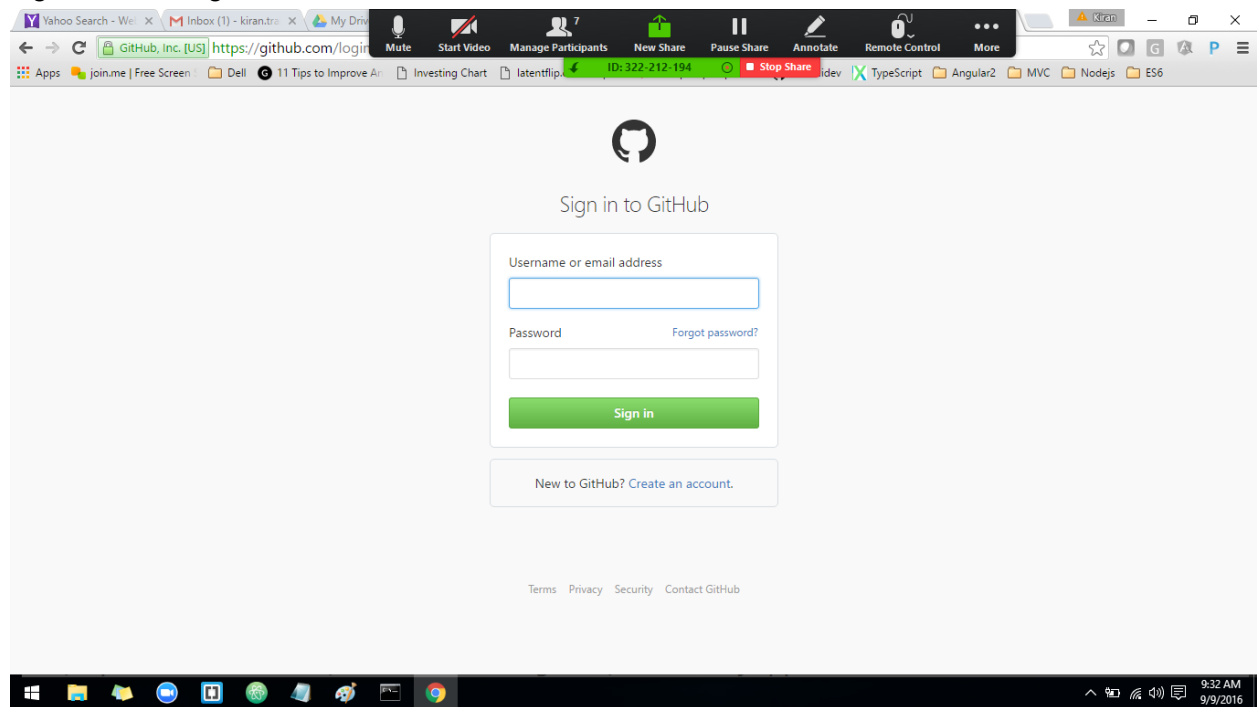 Yahoo Search - Wel
Inbox (1) - kiran.tra
My Driv
7
Kiran
Mute Start Video Manage Participants New Share Pause Share Annotate Remote Control More
GitHub, Inc. [US] https://github.com/login
ID: 322-212-194 Stop Share
Apps join.me | Free Screen Dell 11 Tips to Improve An Investing Chart latentflip. idev TypeScript Angular2 MVC Nodejs ES6
Sign in to GitHub
Username or email address
Password Forgot password?
Sign in
New to GitHub? Create an account.
Terms Privacy Security Contact GitHub
9:32 AM
9/9/2016